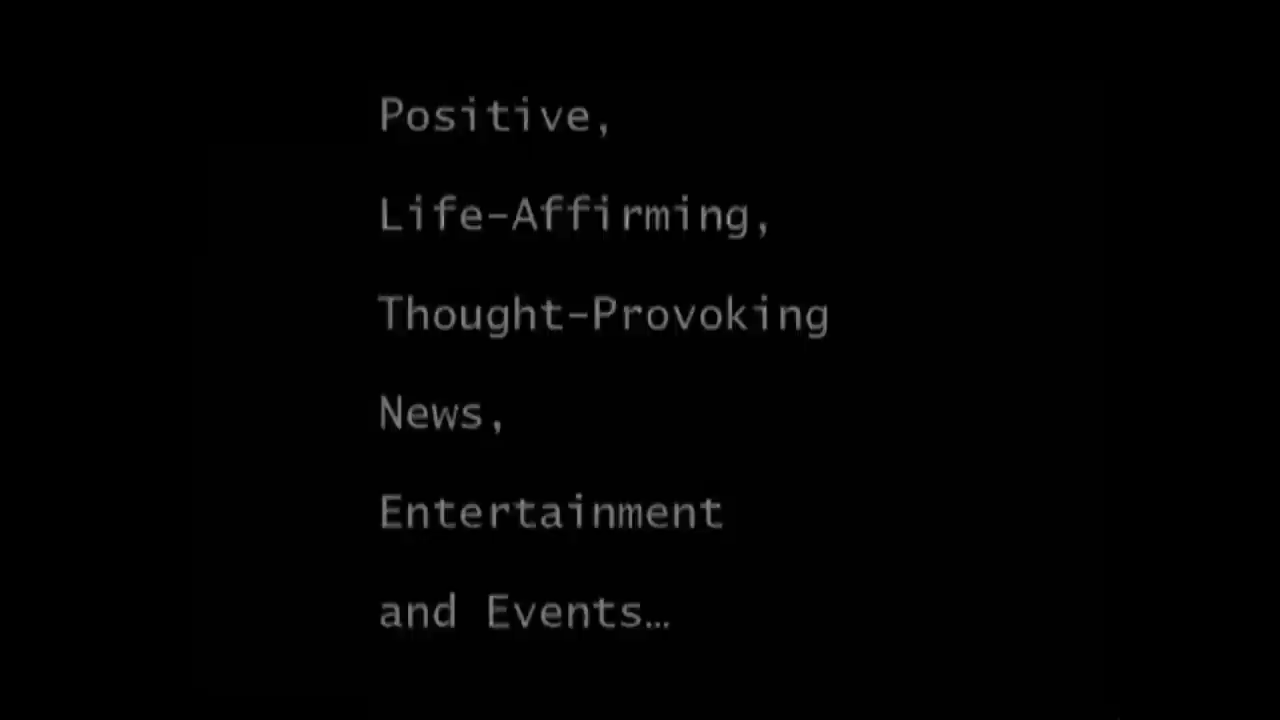 Positive,
Life-Affirming,
Thought-Provoking
News,
Entertainment
and Events…